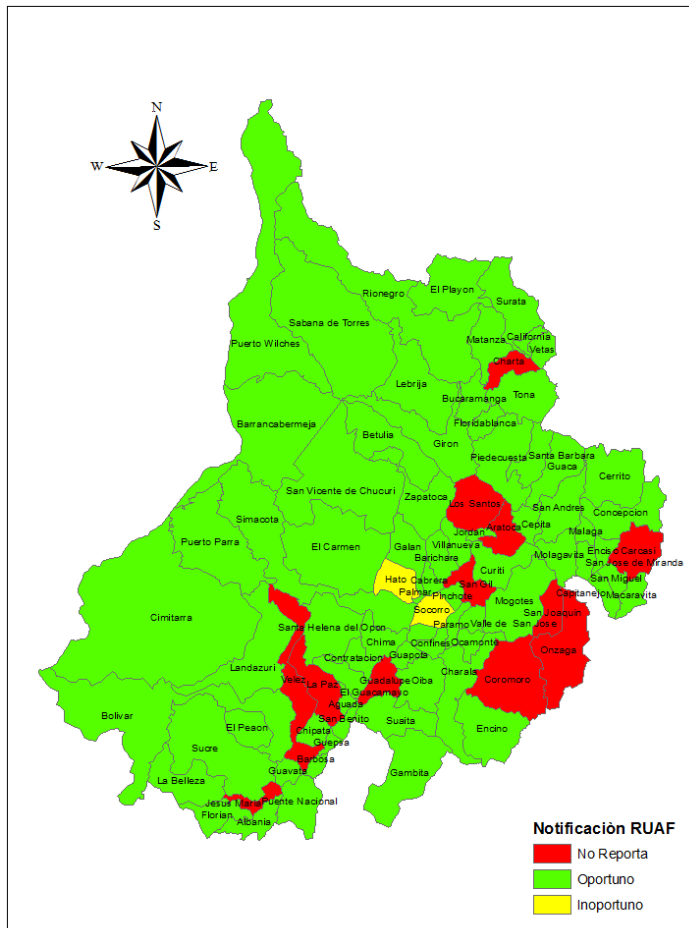 N
W E
S
El Playon
Rionegro
Surata
Sabana de Torres
Puerto Wilches
Matanza
California
Vetas
Charta
Lebrija
Tona
Bucaramanga
Barrancabermeja
Floridablanca
Betulia
Giron
Piedecuesta
Santa Barbara
Guaca
Cerrito
San Vicente de Chucuri
Zapatoca
Los Santos
San Andres
Concepcion
Simacota
Aratoca
Cepita
Jordan
Malaga
Puerto Parra
El Carmen
Galan
Villanueva
Barichara
Molagavita
Enciso
Carcasi
San Jose de Miranda
Curiti
Hato
Cabrera
San Gil
San Miguel
Palmar
Pinchote
Capitanejo
Macaravita
Mogotes
Socorro
San Joaquin
Cimitarra
Santa Helena del Opon
Paramo
Valle de San Jose
Chima
Confines
Ocamonte
Onzaga
Contratacion
Guapota
Landazuri
Charala
Velez
La Paz
Guadalupe
Oiba
Coromoro
El Guacamayo
Aguada
Bolivar
San Benito
El Peaon
Chipata
Suaita
Encino
Guepsa
Sucre
Barbosa
Guavata
Gambita
La Belleza
Jesus Maria
Puente Nacional
Florian
Albania
Notificaciòn RUAF
No Reporta
Oportuno
Inoportuno